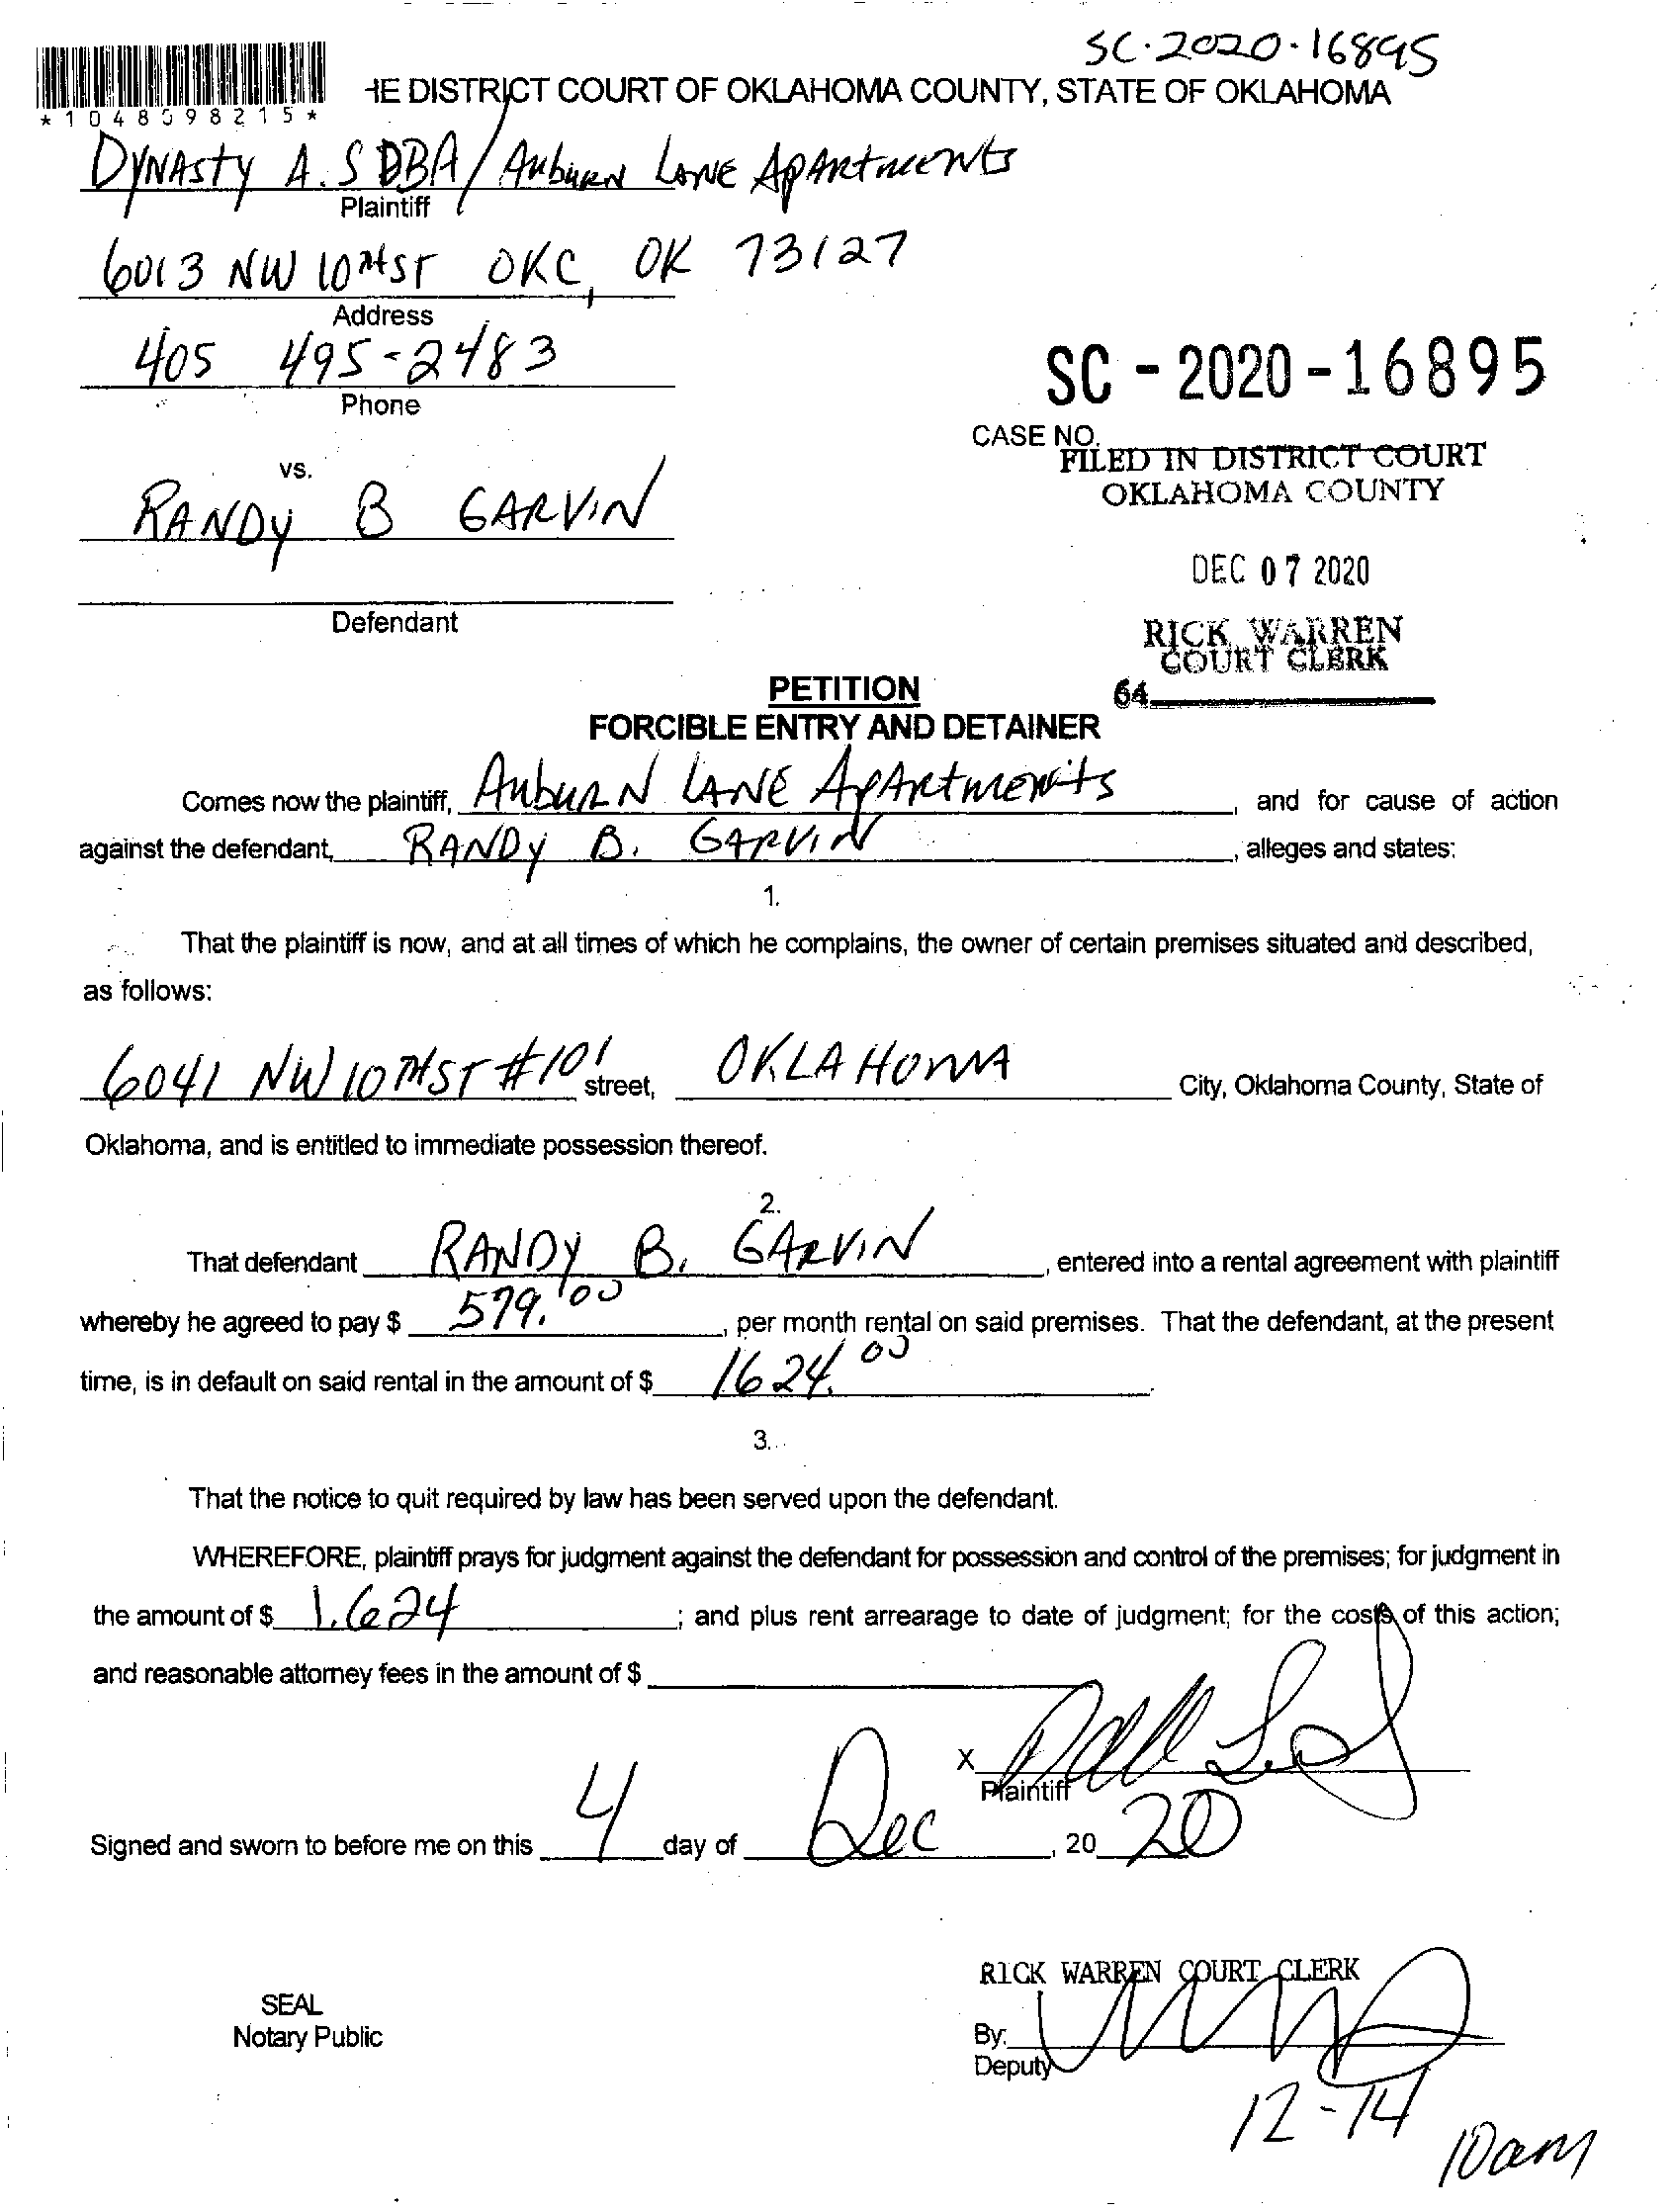 SC-2020-16895
HE DISTRICT COURT OF OKLAHOMA COUNTY, STATE OF OKLAHOMA
DYNASTY A.S DBA/ AuburN LANE APARtmeNts
Plaintiff
6013 NW 10th ST OKC, OK 73127
Address
405 495-2483
Phone
SC - 2020 - 16895
CASE NO.
FILED IN DISTRICT COURT
OKLAHOMA COUNTY
vs.
RANDY B GARVIN
DEC 07 2020
Defendant
RICK WARREN
COURT CLERK
64
PETITION
FORCIBLE ENTRY AND DETAINER
Comes now the plaintiff, AuburN LANE APARtmeNts, and for cause of action
against the defendant, RANDY B. GARVIN, alleges and states:
1.
That the plaintiff is now, and at all times of which he complains, the owner of certain premises situated and described,
as follows:
6041 NW 10th ST #101 street, OKLAHOMA City, Oklahoma County, State of
Oklahoma, and is entitled to immediate possession thereof.
2.
That defendant RANDY B. GARVIN, entered into a rental agreement with plaintiff
whereby he agreed to pay $ 579.00, per month rental on said premises. That the defendant, at the present
time, is in default on said rental in the amount of $ 1624.00.
3.
That the notice to quit required by law has been served upon the defendant.
WHEREFORE, plaintiff prays for judgment against the defendant for possession and control of the premises; for judgment in
the amount of $ 1.624; and plus rent arrearage to date of judgment; for the costs of this action;
and reasonable attorney fees in the amount of $
X
Plaintiff
Signed and sworn to before me on this 4 day of Dec, 20 20
RICK WARREN COURT CLERK
SEAL
Notary Public
By:
Deputy
12-14
10am